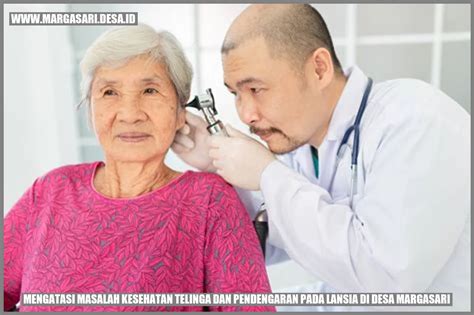 WWW.MARGASARI.DESA.ID
MENGATASI MASALAH KESEHATAN TELINGA DAN PENDENGARAN PADA LANSIA DI DESA MARGASARI